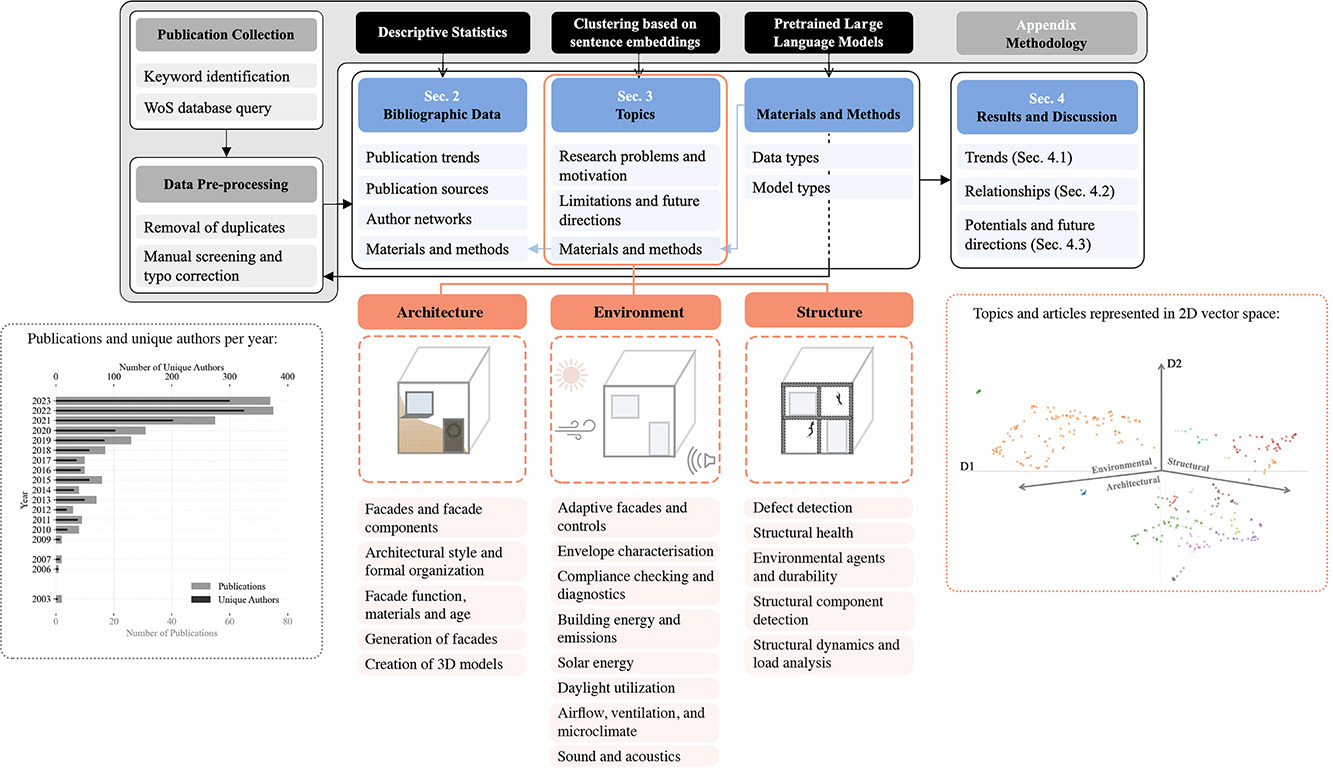 Publication Collection
Keyword identification
WoS database query
Data Pre-processing
Removal of duplicates
Manual screening and
typo correction
Descriptive Statistics
Clustering based on
sentence embeddings
Pretrained Large
Language Models
Appendix
Methodology
Sec. 2
Bibliographic Data
Publication trends
Publication sources
Author networks
Materials and methods
Sec. 3
Topics
Research problems and
motivation
Limitations and future
directions
Materials and methods
Materials and Methods
Data types
Model types
Sec. 4
Results and Discussion
Trends (Sec. 4.1)
Relationships (Sec. 4.2)
Potentials and future
directions (Sec. 4.3)
Publications and unique authors per year:
Number of Unique Authors
0 100 200 300 400
Year
2023
2022
2021
2020
2019
2018
2017
2016
2015
2014
2013
2012
2011
2010
2009
2007
2006
2003
Publications
Unique Authors
0 20 40 60 80
Number of Publications
Architecture
Facades and facade
components
Architectural style and
formal organization
Facade function,
materials and age
Generation of facades
Creation of 3D models
Environment
Adaptive facades and
controls
Envelope characterisation
Compliance checking and
diagnostics
Building energy and
emissions
Solar energy
Daylight utilization
Airflow, ventilation, and
microclimate
Sound and acoustics
Structure
Defect detection
Structural health
Environmental agents
and durability
Structural component
detection
Structural dynamics and
load analysis
Topics and articles represented in 2D vector space:
D2
D1
Environmental
Structural
Architectural